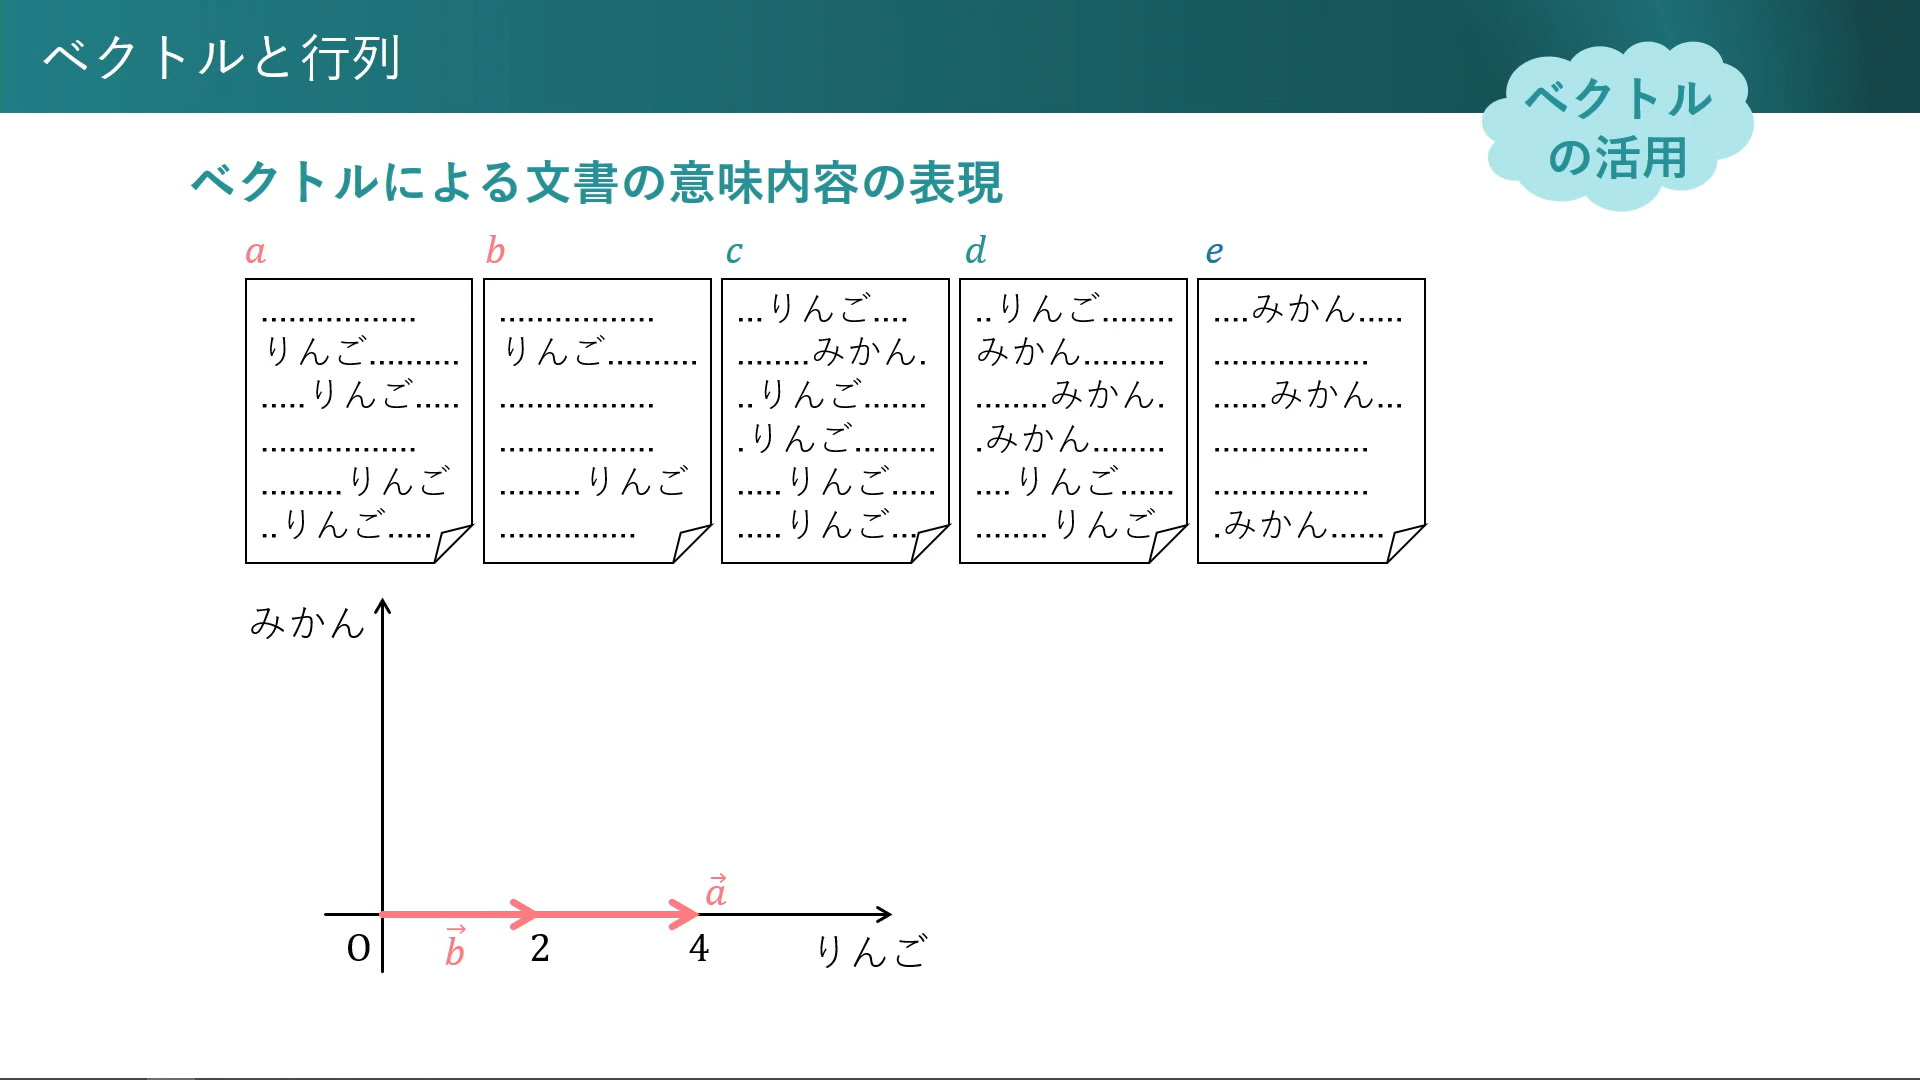 ベクトルと行列
ベクトル
の活用
ベクトルによる文書の意味内容の表現
a
................
りんご..........
.....りんご.....
................
.........りんご
..りんご.....
b
................
りんご..........
................
................
.........りんご
..............
c
...りんご....
........みかん.
..りんご.......
.りんご.........
.....りんご.....
.....りんご...
d
..りんご........
みかん.........
........みかん.
.みかん........
....りんご......
........りんご
e
....みかん.....
................
......みかん...
................
................
.みかん......
みかん
a⃗
O
b⃗
2
4
りんご